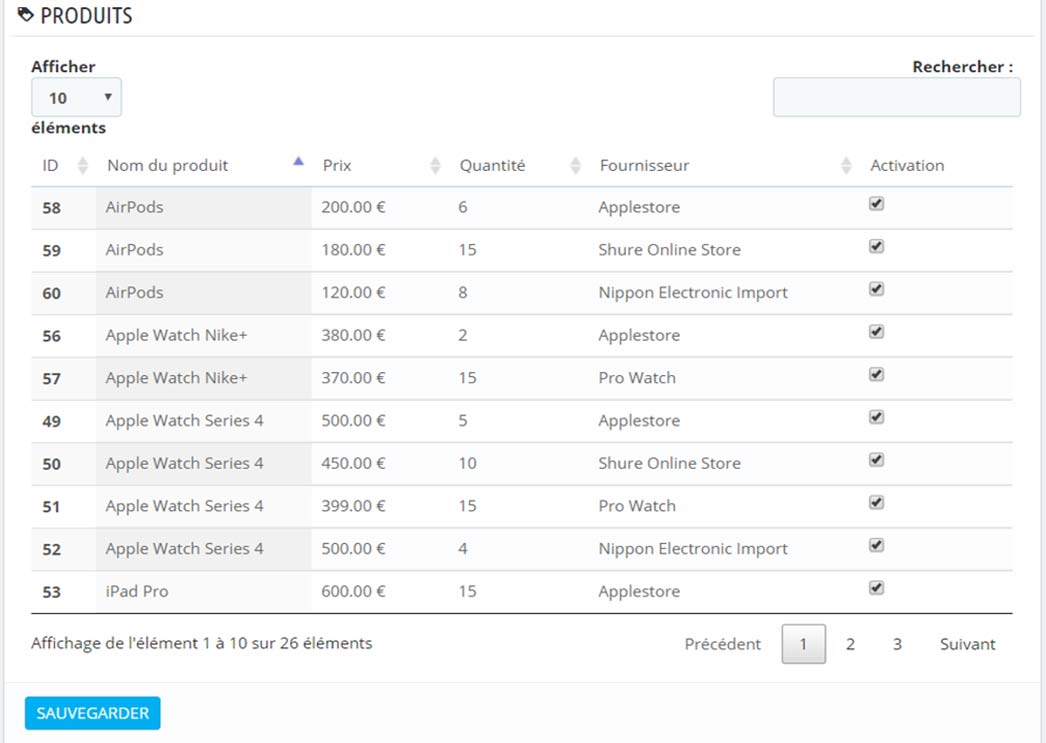 PRODUITS
Afficher
Rechercher :
10
éléments
ID Nom du produit Prix Quantité Fournisseur Activation
58 AirPods 200.00 € 6 Applestore
59 AirPods 180.00 € 15 Shure Online Store
60 AirPods 120.00 € 8 Nippon Electronic Import
56 Apple Watch Nike+ 380.00 € 2 Applestore
57 Apple Watch Nike+ 370.00 € 15 Pro Watch
49 Apple Watch Series 4 500.00 € 5 Applestore
50 Apple Watch Series 4 450.00 € 10 Shure Online Store
51 Apple Watch Series 4 399.00 € 15 Pro Watch
52 Apple Watch Series 4 500.00 € 4 Nippon Electronic Import
53 iPad Pro 600.00 € 15 Applestore
Affichage de l'élément 1 à 10 sur 26 éléments Précédent 1 2 3 Suivant
SAUVEGARDER